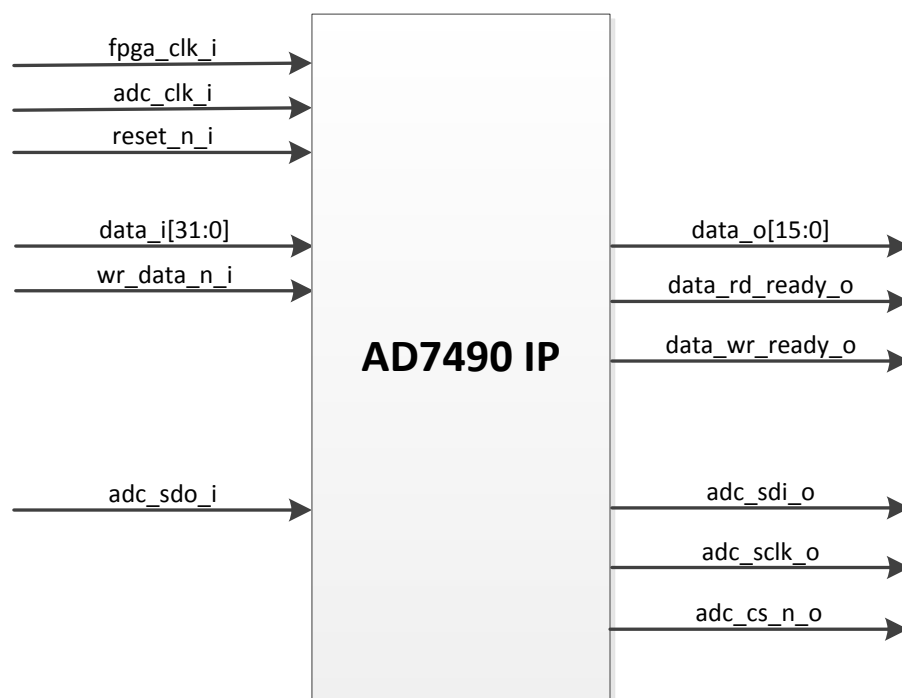 fpga_clk_i
adc_clk_i
reset_n_i
data_i[31:0]
wr_data_n_i
adc_sdo_i
AD7490 IP
data_o[15:0]
data_rd_ready_o
data_wr_ready_o
adc_sdi_o
adc_sclk_o
adc_cs_n_o